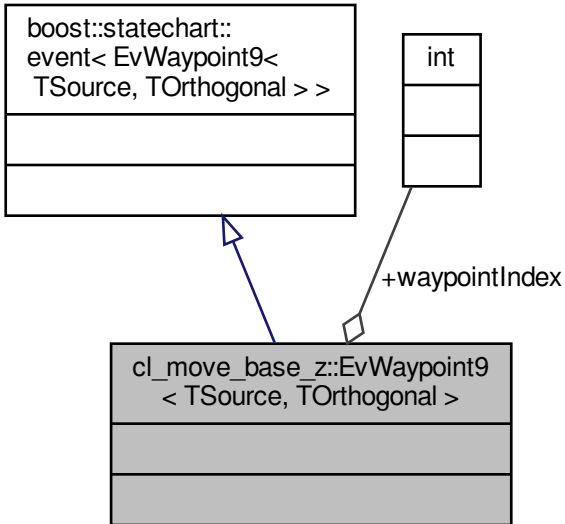 boost::statechart::
event< EvWaypoint9<
TSource, TOrthogonal > >
int
+waypointIndex
cl_move_base_z::EvWaypoint9
< TSource, TOrthogonal >